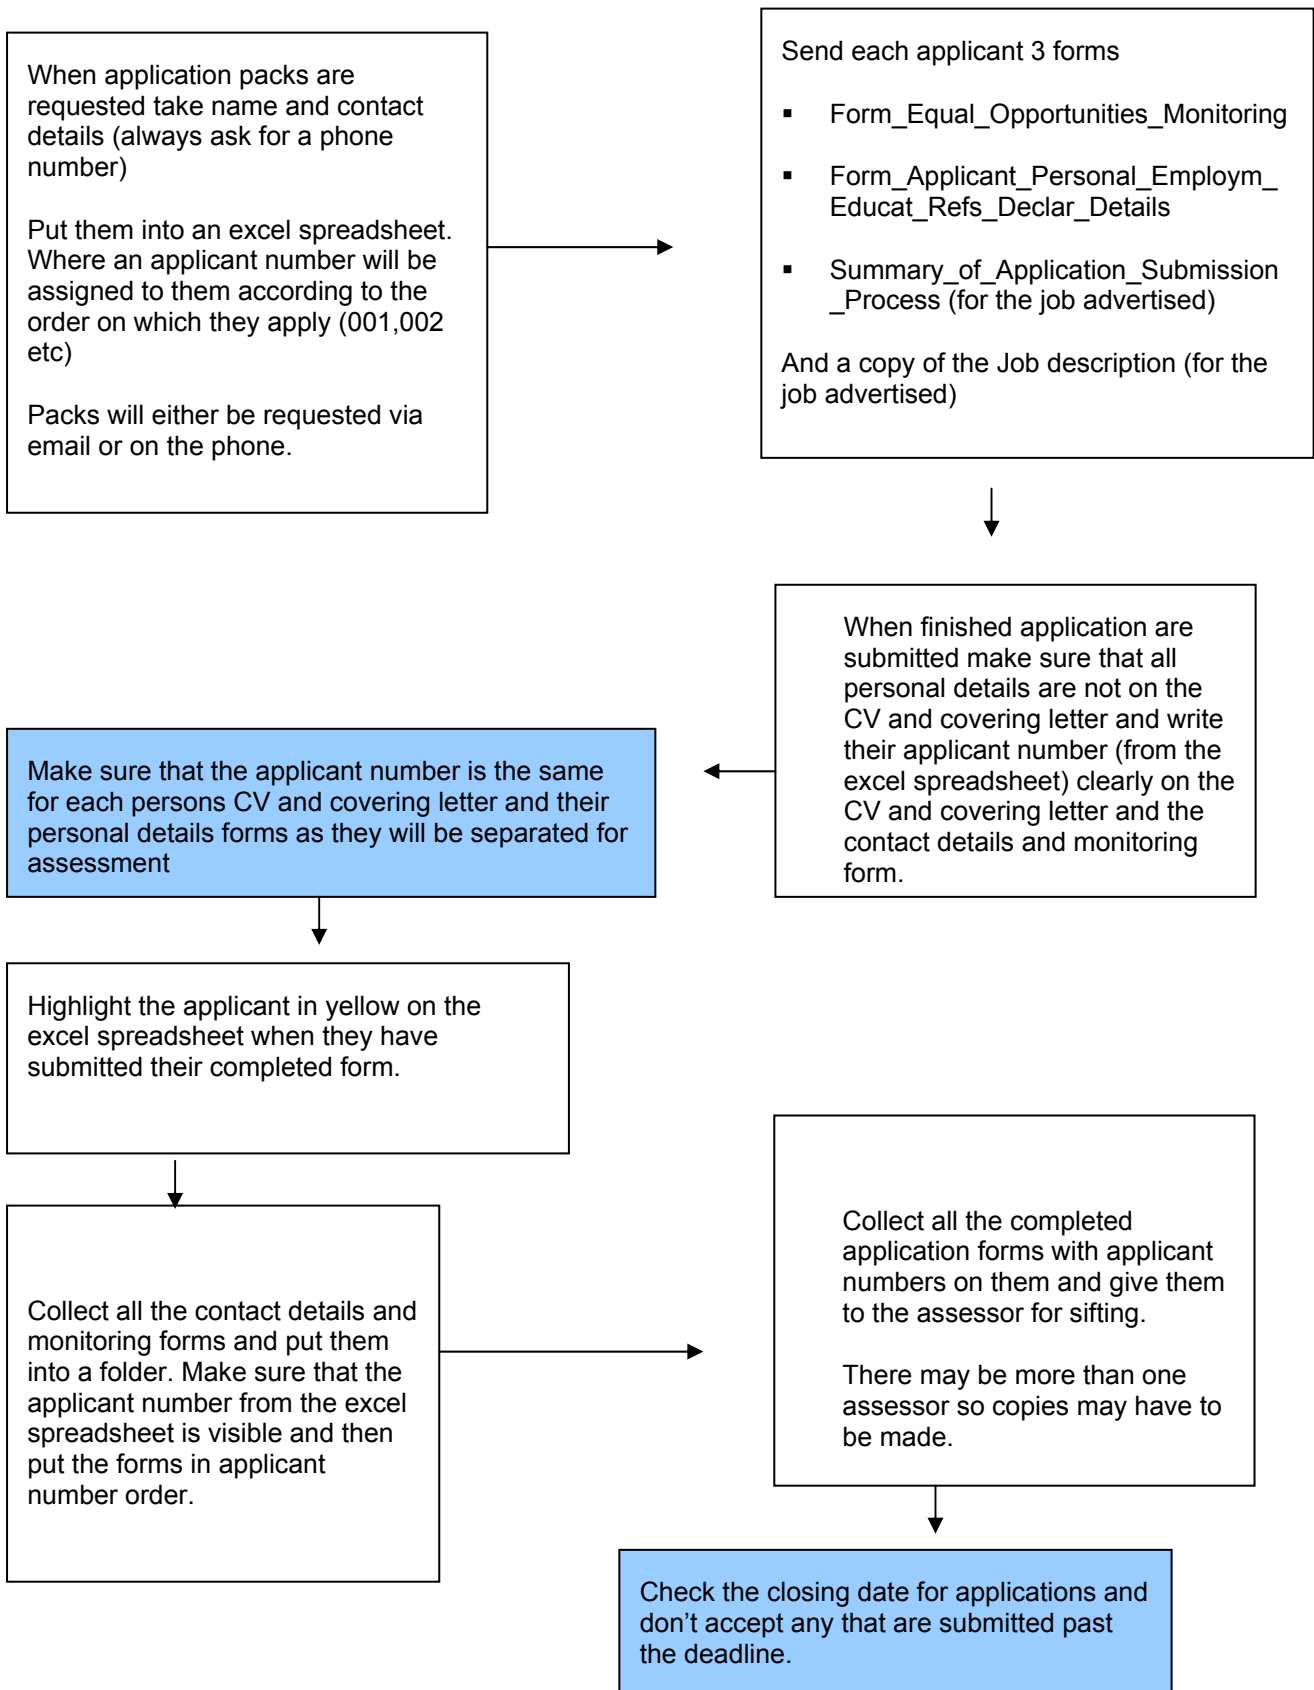 When application packs are
requested take name and contact
details (always ask for a phone
number)
Put them into an excel spreadsheet.
Where an applicant number will be
assigned to them according to the
order on which they apply (001,002
etc)
Packs will either be requested via
email or on the phone.
Send each applicant 3 forms
▪ Form_Equal_Opportunities_Monitoring
▪ Form_Applicant_Personal_Employm_
Educat_Refs_Declar_Details
▪ Summary_of_Application_Submission
_Process (for the job advertised)
And a copy of the Job description (for the
job advertised)
When finished application are
submitted make sure that all
personal details are not on the
CV and covering letter and write
their applicant number (from the
excel spreadsheet) clearly on the
CV and covering letter and the
contact details and monitoring
form.
Make sure that the applicant number is the same
for each persons CV and covering letter and their
personal details forms as they will be separated for
assessment
Highlight the applicant in yellow on the
excel spreadsheet when they have
submitted their completed form.
Collect all the contact details and
monitoring forms and put them
into a folder. Make sure that the
applicant number from the excel
spreadsheet is visible and then
put the forms in applicant
number order.
Collect all the completed
application forms with applicant
numbers on them and give them
to the assessor for sifting.
There may be more than one
assessor so copies may have to
be made.
Check the closing date for applications and
don’t accept any that are submitted past
the deadline.